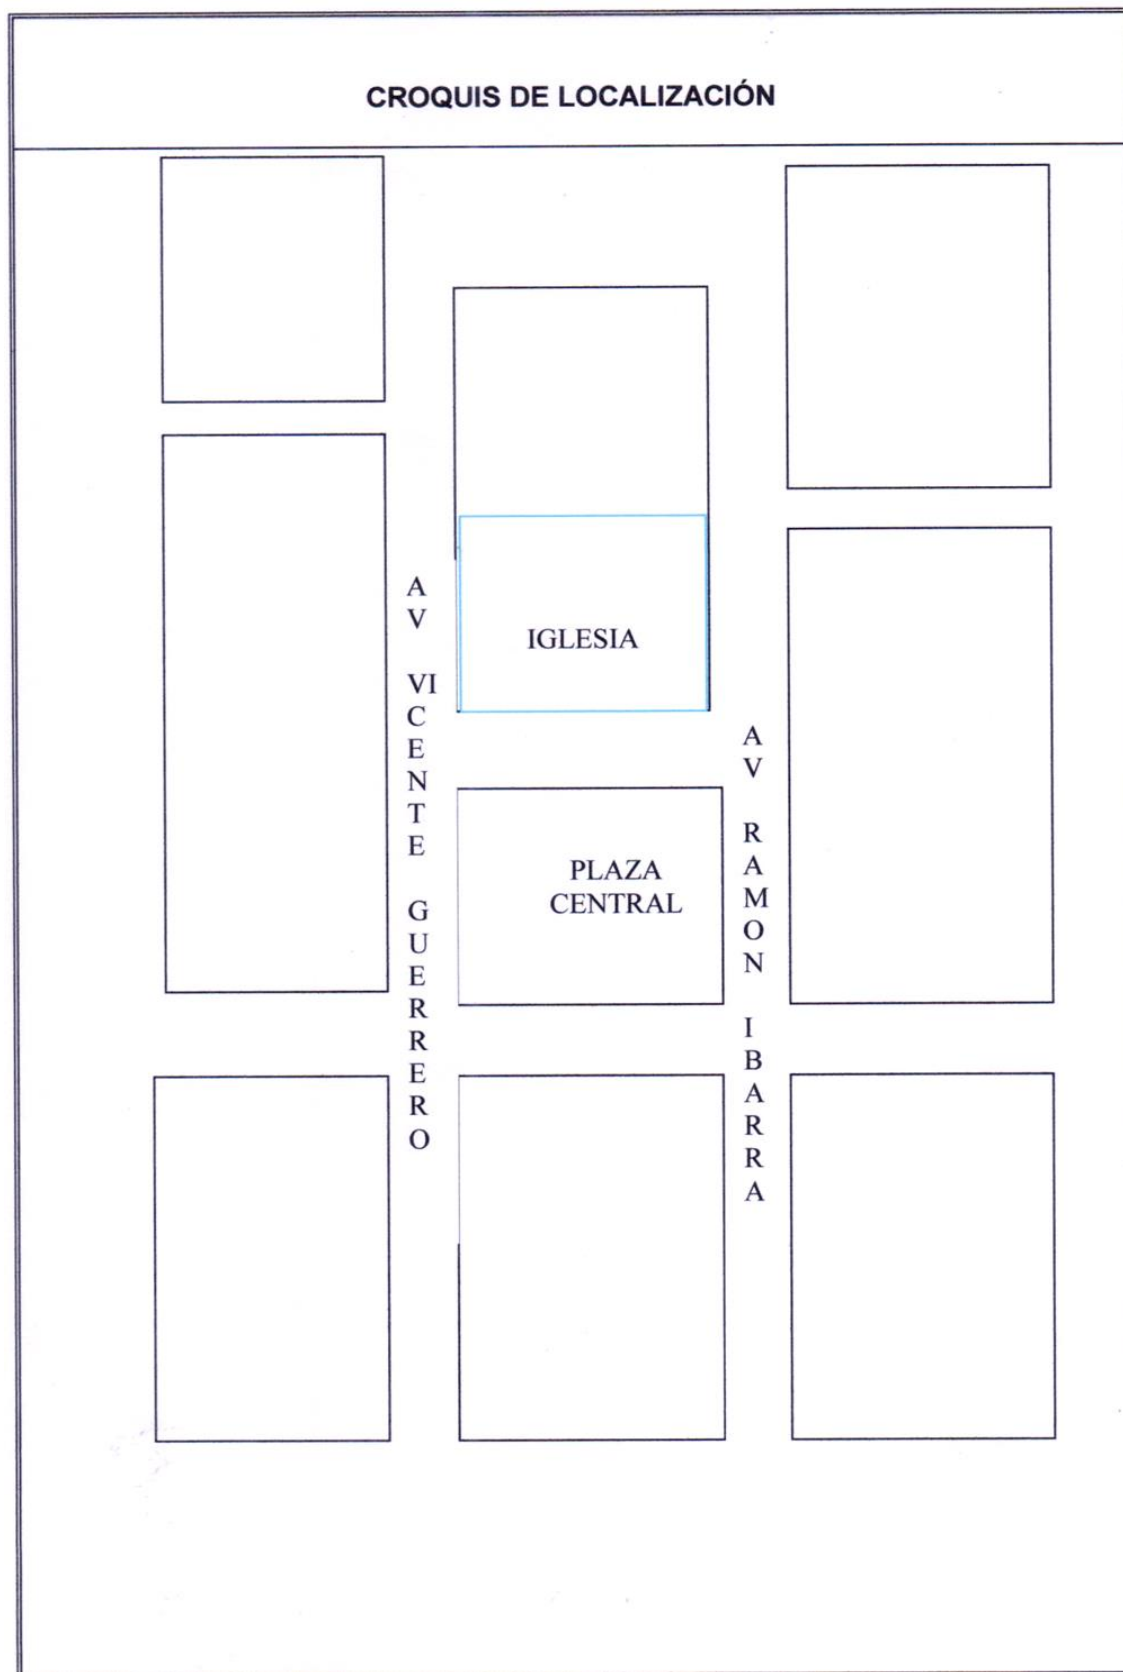 CROQUIS DE LOCALIZACIÓN
IGLESIA
PLAZA
CENTRAL
AV VICENTE GUERRERO
AV RAMON IBARRA